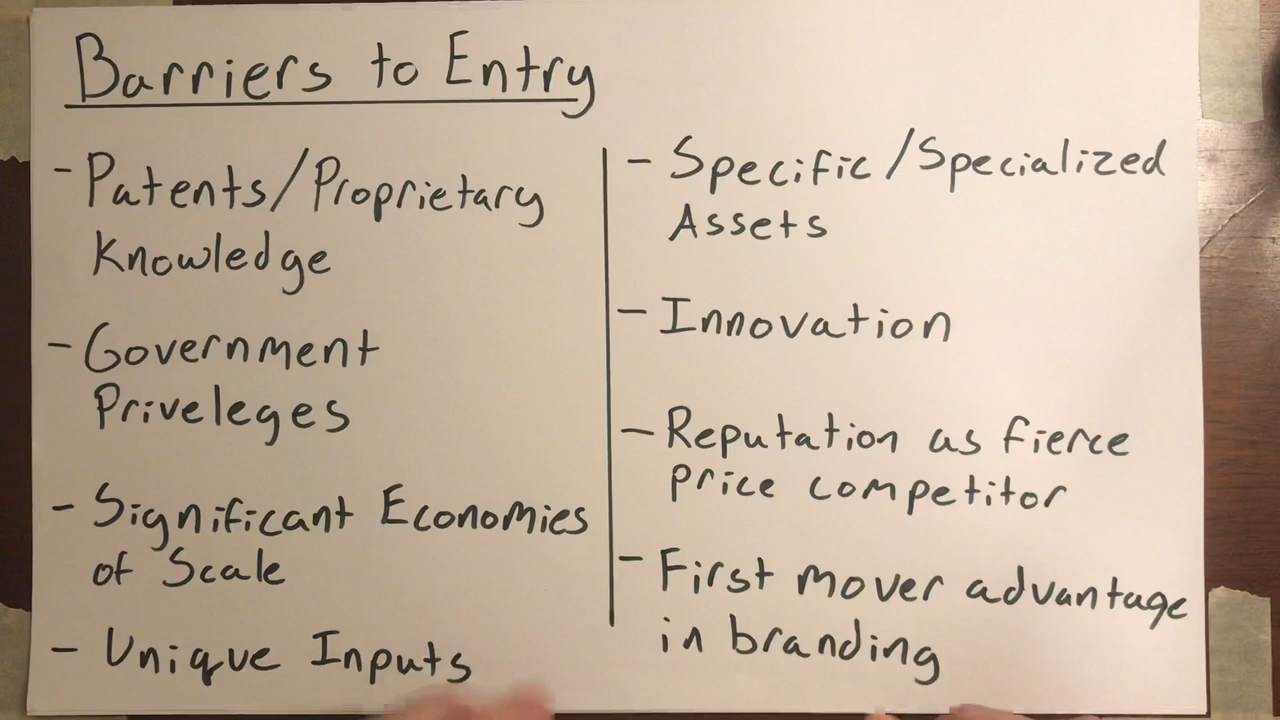 Barriers to Entry
- Patents/Proprietary
Knowledge
- Government
Priveleges
- Significant Economies
of Scale
- Unique Inputs
- Specific/Specialized
Assets
- Innovation
- Reputation as fierce
price competitor
- First mover advantage
in branding